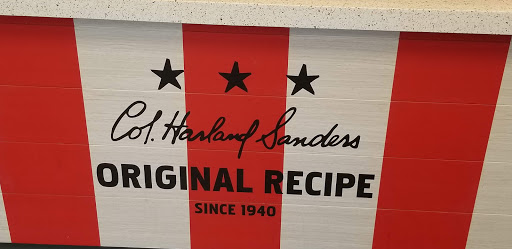 Col. Harland Sanders
ORIGINAL RECIPE
SINCE 1940